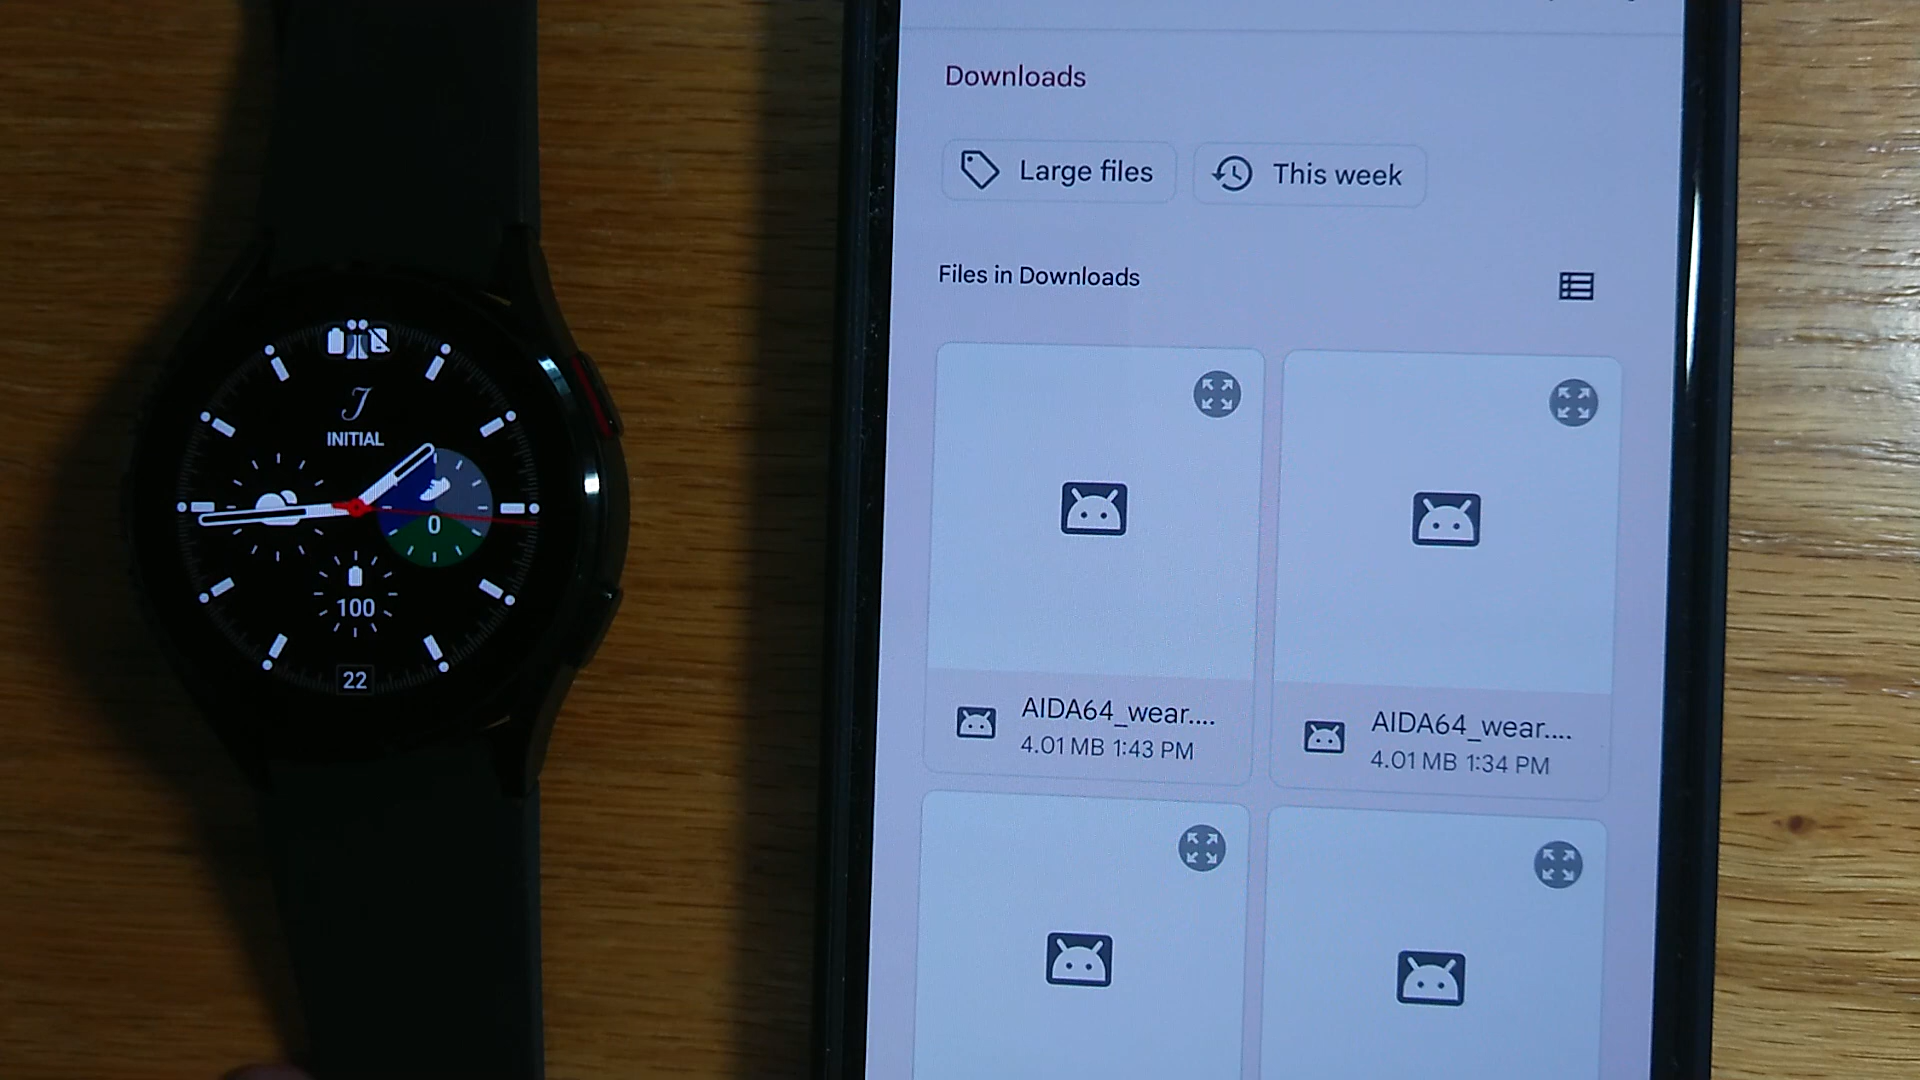 J
INITIAL
0
100
22
Downloads
Large files
This week
Files in Downloads
AIDA64_wear....
4.01 MB 1:43 PM
AIDA64_wear....
4.01 MB 1:34 PM